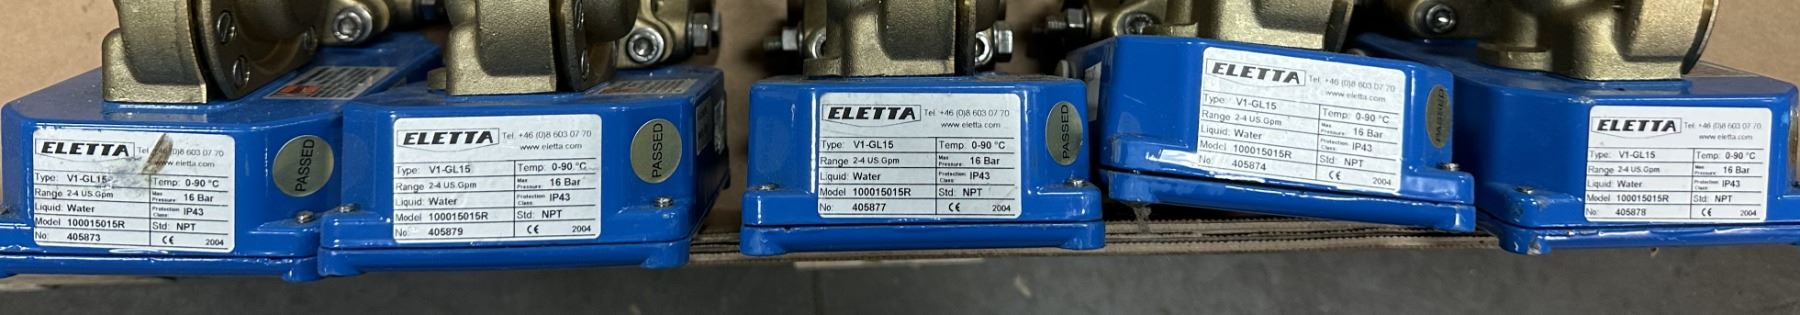 ELETTA Tel. +46 (0)8 603 07 70
www.eletta.com
Type: V1-GL15 Temp: 0-90 °C
Range 2-4 US.Gpm Max Pressure: 16 Bar
Liquid: Water Protection Class: IP43
Model 100015015R Std: NPT
No: 405873 CE 2004
PASSED
ELETTA Tel. +46 (0)8 603 07 70
www.eletta.com
Type: V1-GL15 Temp: 0-90 °C
Range 2-4 US.Gpm Max Pressure: 16 Bar
Liquid: Water Protection Class: IP43
Model 100015015R Std: NPT
No: 405879 CE 2004
PASSED
ELETTA Tel. +46 (0)8 603 07 70
www.eletta.com
Type: V1-GL15 Temp: 0-90 °C
Range 2-4 US.Gpm Max Pressure: 16 Bar
Liquid: Water Protection Class: IP43
Model 100015015R Std: NPT
No: 405877 CE 2004
PASSED
ELETTA Tel. +46 (0)8 603 07 70
www.eletta.com
Type: V1-GL15 Temp: 0-90 °C
Range 2-4 US.Gpm Max Pressure: 16 Bar
Liquid: Water Protection Class: IP43
Model 100015015R Std: NPT
No: 405874 CE 2004
PASSED
ELETTA Tel. +46 (0)8 603 07 70
www.eletta.com
Type: V1-GL15 Temp: 0-90 °C
Range 2-4 US.Gpm Max Pressure: 16 Bar
Liquid: Water Protection Class: IP43
Model 100015015R Std: NPT
No: 405878 CE 2004